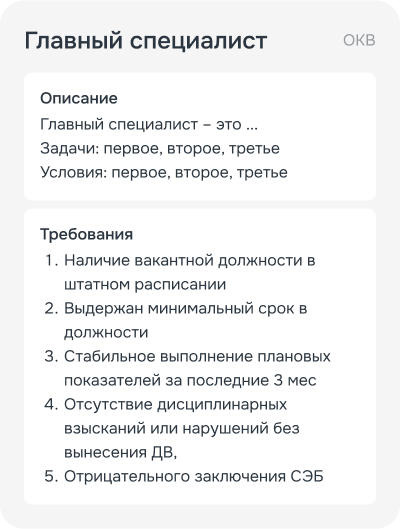 Главный специалист ОКВ
Описание
Главный специалист – это ...
Задачи: первое, второе, третье
Условия: первое, второе, третье
Требования
1. Наличие вакантной должности в
штатном расписании
2. Выдержан минимальный срок в
должности
3. Стабильное выполнение плановых
показателей за последние 3 мес
4. Отсутствие дисциплинарных
взысканий или нарушений без
вынесения ДВ,
5. Отрицательного заключения СЭБ